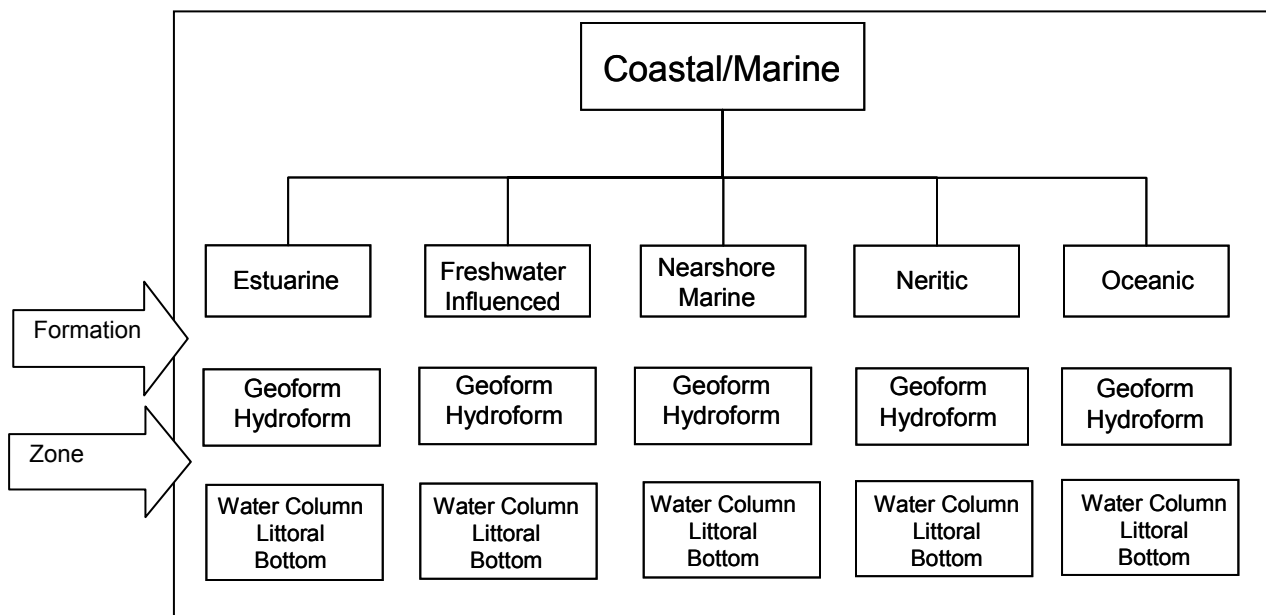 Coastal/Marine
Estuarine
Freshwater
Influenced
Nearshore
Marine
Neritic
Oceanic
Formation
Geoform
Hydroform
Geoform
Hydroform
Geoform
Hydroform
Geoform
Hydroform
Geoform
Hydroform
Zone
Water Column
Littoral
Bottom
Water Column
Littoral
Bottom
Water Column
Littoral
Bottom
Water Column
Littoral
Bottom
Water Column
Littoral
Bottom